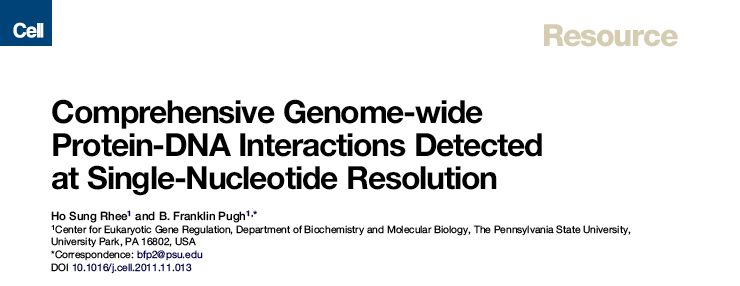 Cell
Resource
Comprehensive Genome-wide
Protein-DNA Interactions Detected
at Single-Nucleotide Resolution
Ho Sung Rhee1 and B. Franklin Pugh1,*
1Center for Eukaryotic Gene Regulation, Department of Biochemistry and Molecular Biology, The Pennsylvania State University,
University Park, PA 16802, USA
*Correspondence: bfp2@psu.edu
DOI 10.1016/j.cell.2011.11.013